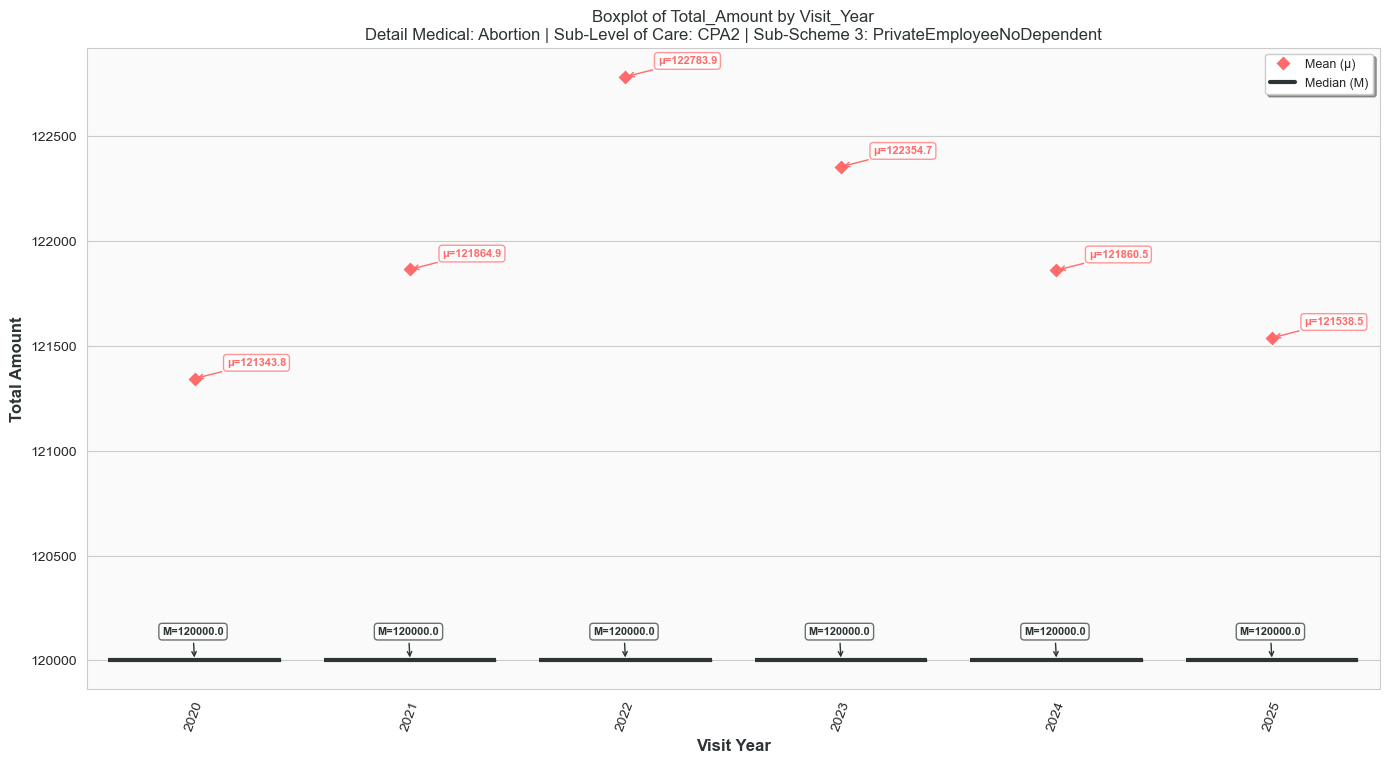 Boxplot of Total_Amount by Visit_Year
Detail Medical: Abortion | Sub-Level of Care: CPA2 | Sub-Scheme 3: PrivateEmployeeNoDependent
Mean (μ)
Median (M)
μ=122783.9
μ=122354.7
μ=121864.9
μ=121860.5
μ=121538.5
μ=121343.8
122500
122000
121500
121000
120500
120000
Total Amount
M=120000.0
M=120000.0
M=120000.0
M=120000.0
M=120000.0
M=120000.0
2020
2021
2022
2023
2024
2025
Visit Year